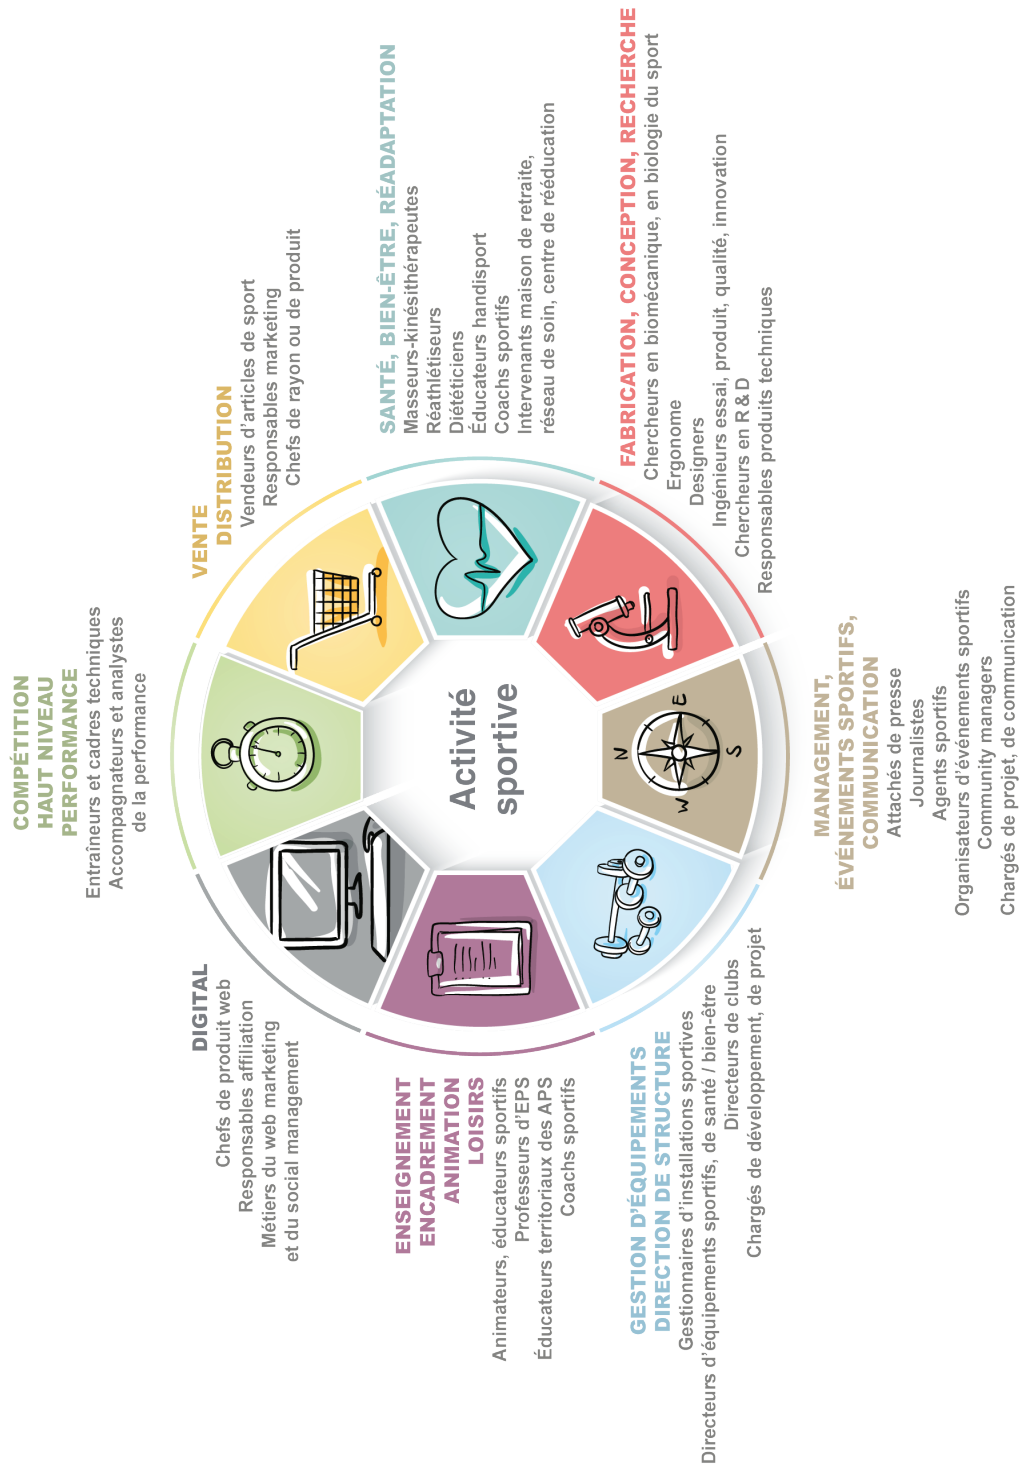 COMPÉTITION
HAUT NIVEAU
PERFORMANCE
Entraîneurs et cadres techniques
Accompagnateurs et analystes
de la performance
VENTE
DISTRIBUTION
Vendeurs d'articles de sport
Responsables marketing
Chefs de rayon ou de produit
SANTÉ, BIEN-ÊTRE, RÉADAPTATION
Masseurs-kinésithérapeutes
Réathlétiseurs
Diététiciens
Éducateurs handisport
Coachs sportifs
Intervenants maison de retraite,
réseau de soin, centre de rééducation
FABRICATION, CONCEPTION, RECHERCHE
Chercheurs en biomécanique, en biologie du sport
Ergonome
Designers
Ingénieurs essai, produit, qualité, innovation
Chercheurs en R & D
Responsables produits techniques
MANAGEMENT,
ÉVÉNEMENTS SPORTIFS,
COMMUNICATION
Attachés de presse
Journalistes
Agents sportifs
Organisateurs d'événements sportifs
Community managers
Chargés de projet, de communication
GESTION D'ÉQUIPEMENTS
DIRECTION DE STRUCTURE
Gestionnaires d'installations sportives
Directeurs d'équipements sportifs, de santé / bien-être
Directeurs de clubs
Chargés de développement, de projet
ENSEIGNEMENT
ENCADREMENT
ANIMATION
LOISIRS
Animateurs, éducateurs sportifs
Professeurs d'EPS
Éducateurs territoriaux des APS
Coachs sportifs
DIGITAL
Chefs de produit web
Responsables affiliation
Métiers du web marketing
et du social management
Activité
sportive
N
E
S
W